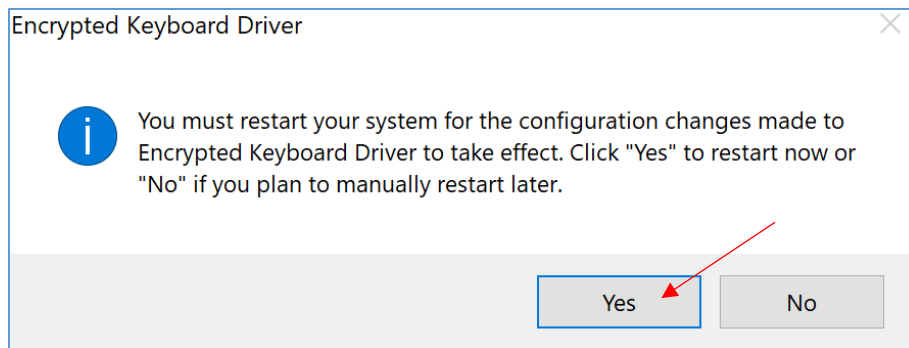 Encrypted Keyboard Driver
You must restart your system for the configuration changes made to
Encrypted Keyboard Driver to take effect. Click "Yes" to restart now or
"No" if you plan to manually restart later.
Yes
No